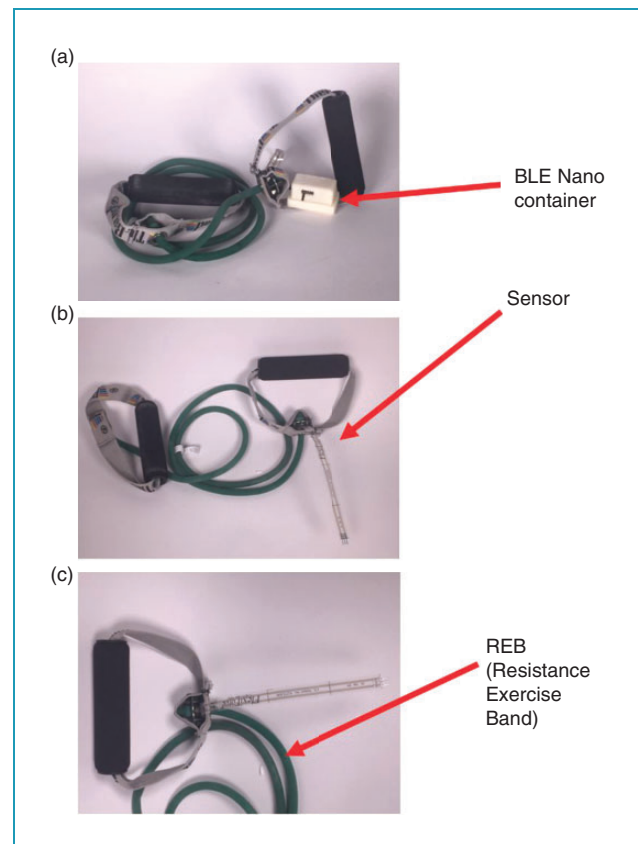 (a)
BLE Nano
container
L
(b)
Sensor
(c)
REB
(Resistance
Exercise
Band)